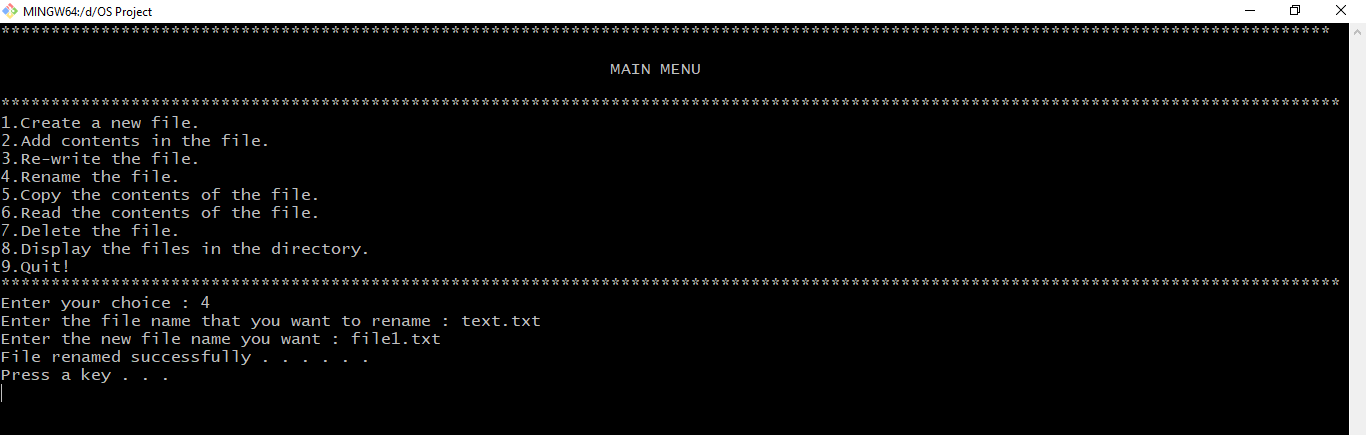 MINGW64:/d/OS Project
*************************************************************************************************************************************
MAIN MENU
**************************************************************************************************************************************
1.Create a new file.
2.Add contents in the file.
3.Re-write the file.
4.Rename the file.
5.Copy the contents of the file.
6.Read the contents of the file.
7.Delete the file.
8.Display the files in the directory.
9.Quit!
**************************************************************************************************************************************
Enter your choice : 4
Enter the file name that you want to rename : text.txt
Enter the new file name you want : file1.txt
File renamed successfully . . . . . .
Press a key . . .